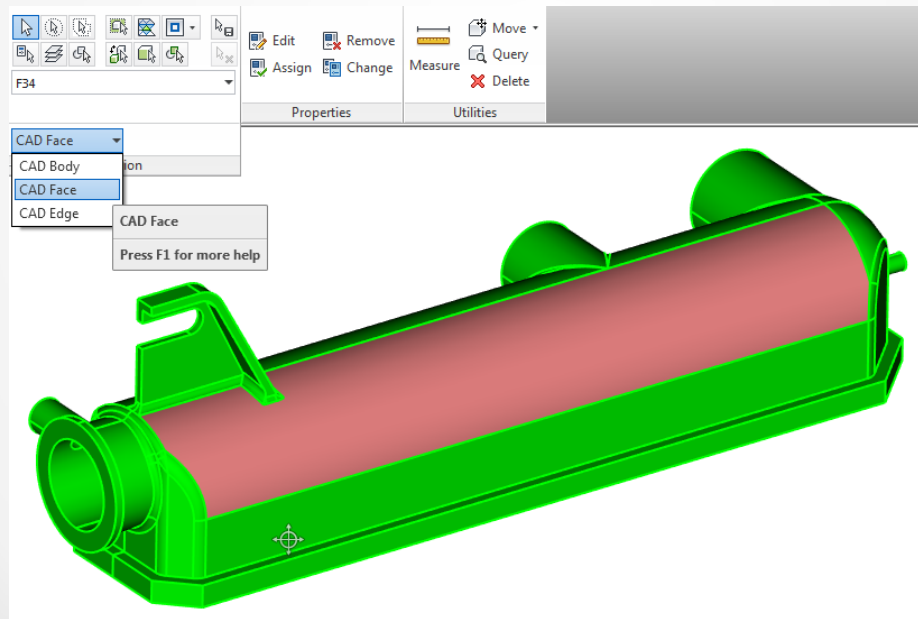 Edit
Remove
Assign
Change
Properties
Measure
Move
Query
Delete
Utilities
F34
CAD Face
ion
CAD Body
CAD Face
CAD Edge
CAD Face
Press F1 for more help